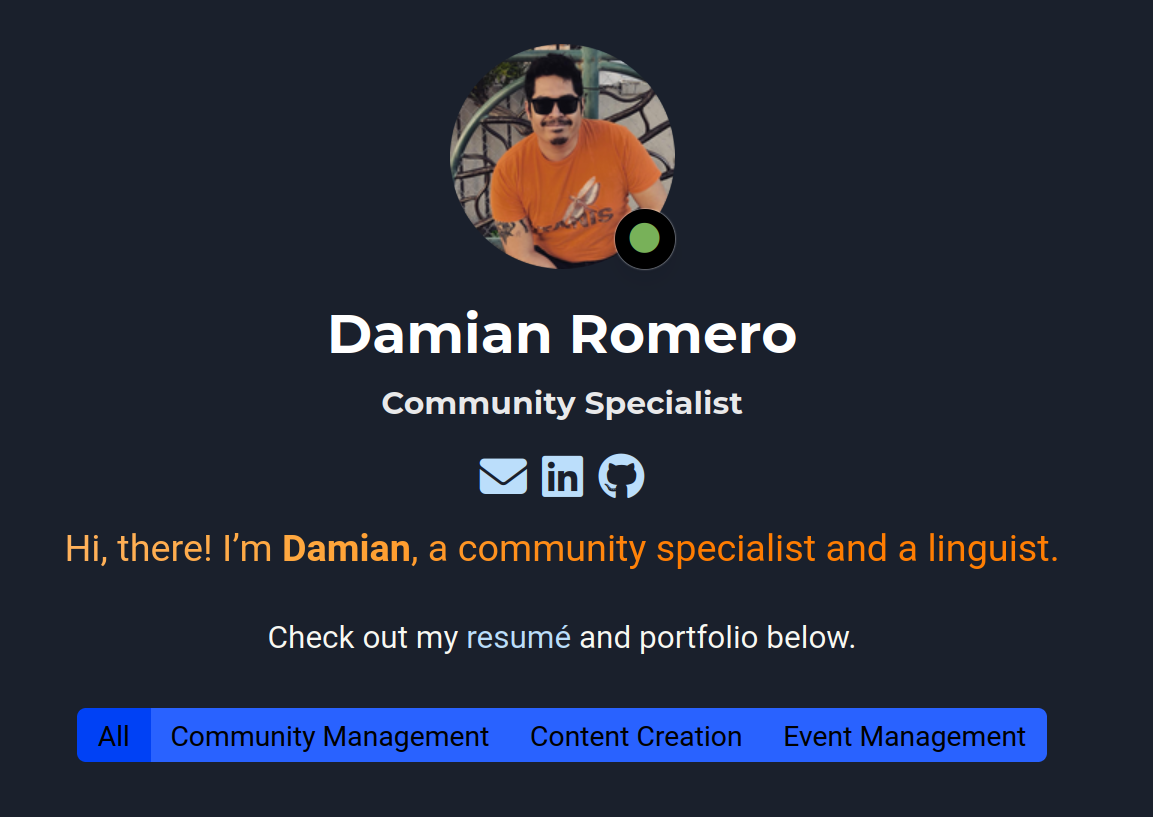 Damian Romero
Community Specialist
in
Hi, there! I’m Damian, a community specialist and a linguist.
Check out my resumé and portfolio below.
All Community Management Content Creation Event Management